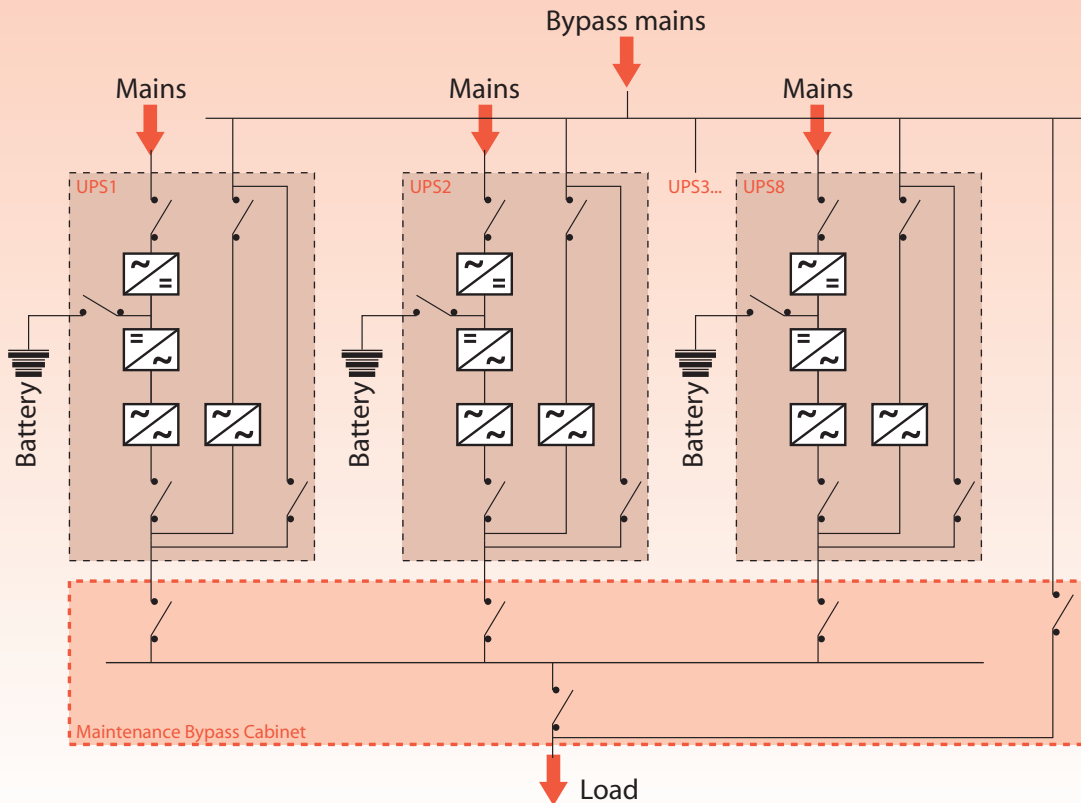 Bypass mains
Mains
Mains
Mains
UPS1
UPS2
UPS3...
UPS8
Battery
Battery
Battery
Maintenance Bypass Cabinet
Load